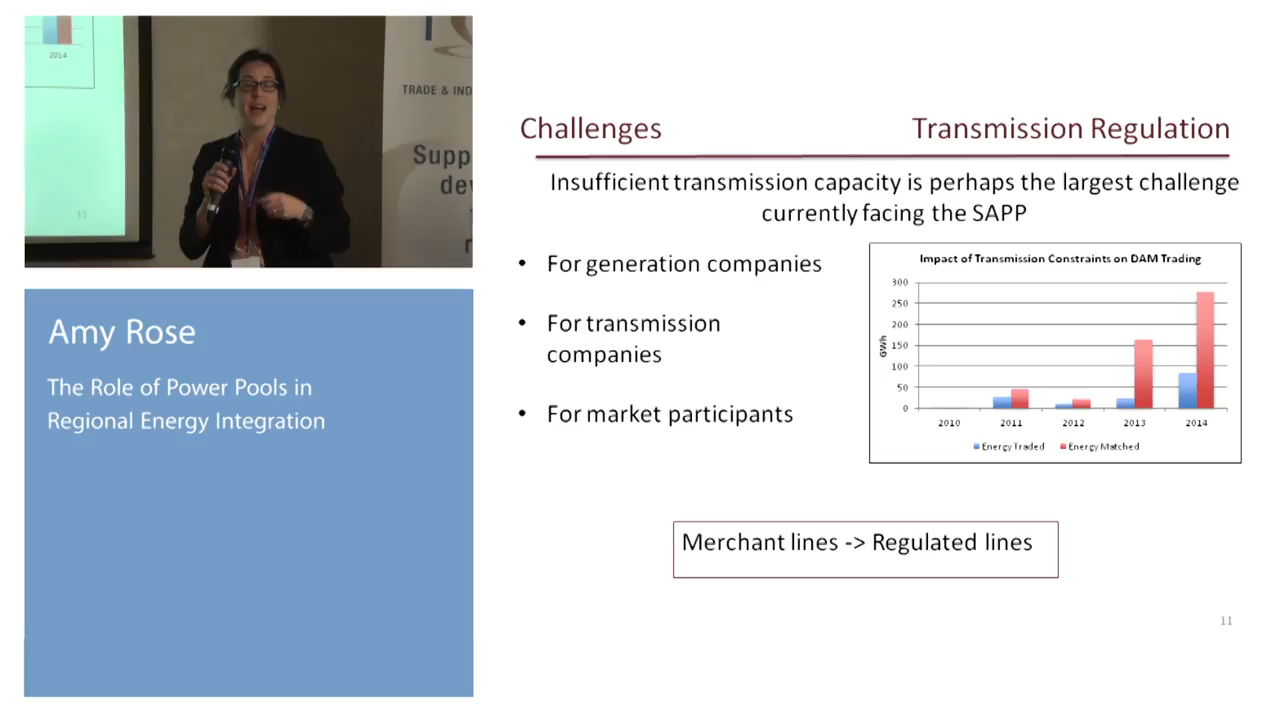 2014
11
TRADE & IND
Supp
de
Amy Rose
The Role of Power Pools in
Regional Energy Integration
Challenges
Transmission Regulation
Insufficient transmission capacity is perhaps the largest challenge
currently facing the SAPP
• For generation companies
• For transmission
companies
• For market participants
Impact of Transmission Constraints on DAM Trading
GWh
300
250
200
150
100
50
0
2010 2011 2012 2013 2014
Energy Traded Energy Matched
Merchant lines -> Regulated lines
11